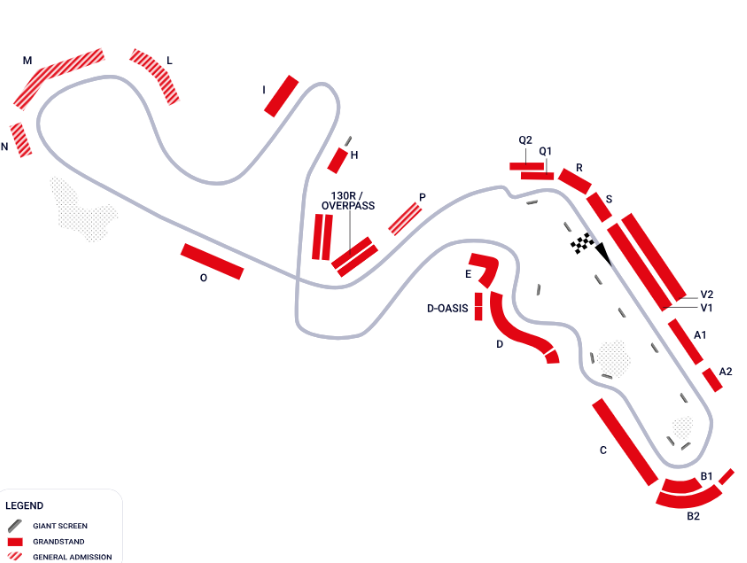 M
L
I
N
H
Q2
Q1
R
S
130R /
OVERPASS
P
O
E
D-OASIS
D
V2
V1
A1
A2
C
B1
B2
LEGEND
GIANT SCREEN
GRANDSTAND
GENERAL ADMISSION